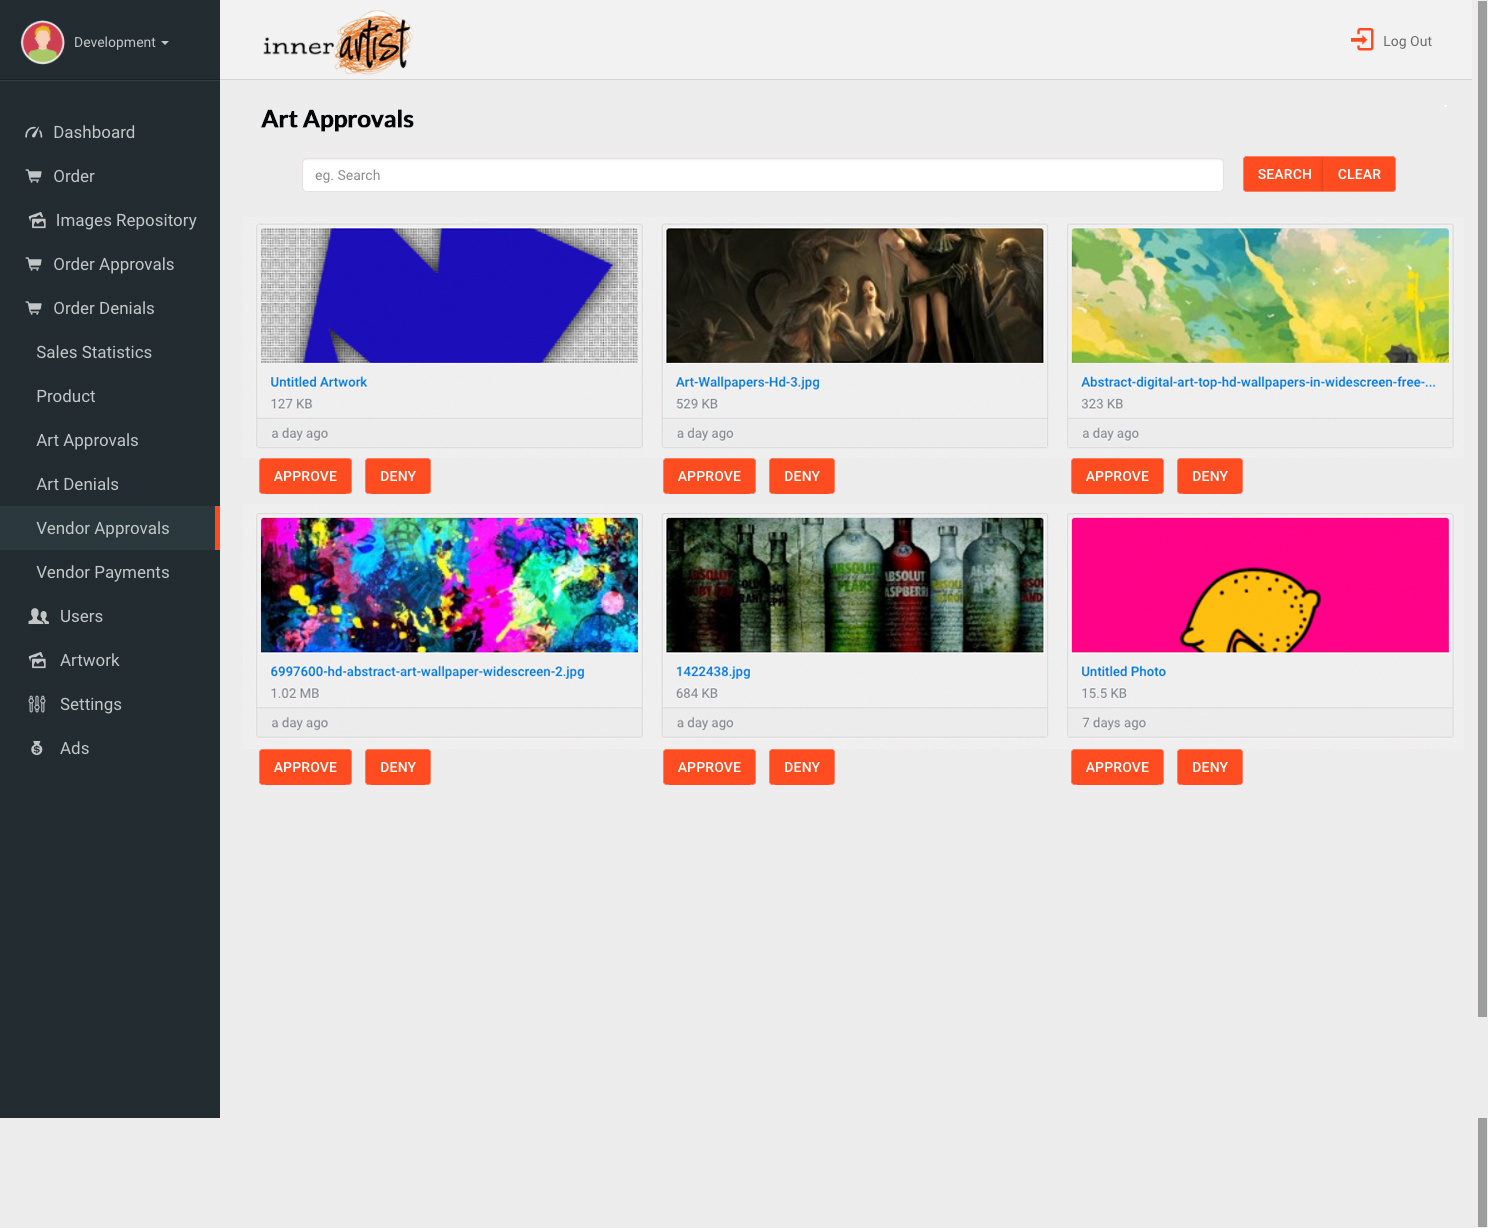 Development
inner artist
Log Out
Dashboard
Order
Images Repository
Order Approvals
Order Denials
Sales Statistics
Product
Art Approvals
Art Denials
Vendor Approvals
Vendor Payments
Users
Artwork
Settings
Ads
Art Approvals
eg. Search
SEARCH
CLEAR
Untitled Artwork
127 KB
a day ago
APPROVE
DENY
Art-Wallpapers-Hd-3.jpg
529 KB
a day ago
APPROVE
DENY
Abstract-digital-art-top-hd-wallpapers-in-widescreen-free-...
323 KB
a day ago
APPROVE
DENY
6997600-hd-abstract-art-wallpaper-widescreen-2.jpg
1.02 MB
a day ago
APPROVE
DENY
ABSOLUT
ABSOLUT
ABSOLUT
1422438.jpg
684 KB
a day ago
APPROVE
DENY
Untitled Photo
15.5 KB
7 days ago
APPROVE
DENY